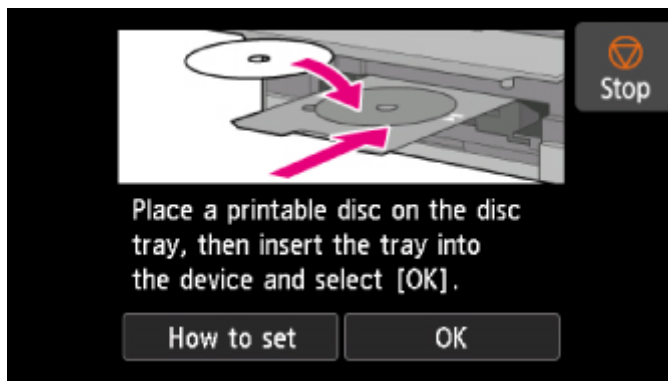 Stop
Place a printable disc on the disc
tray, then insert the tray into
the device and select [OK].
How to set
OK